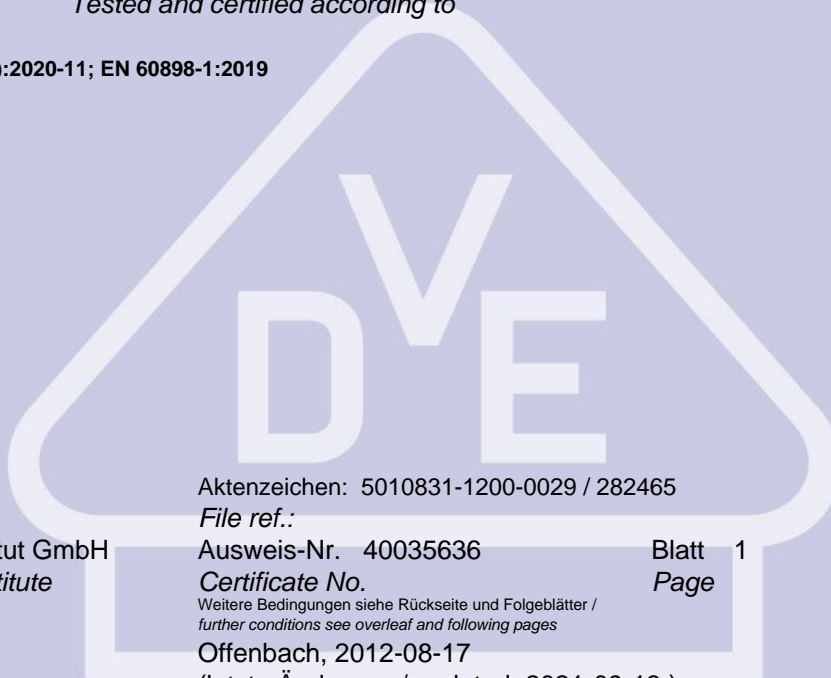 Tested and certified according to
:2020-11; EN 60898-1:2019
VDE
Aktenzeichen: 5010831-1200-0029 / 282465
File ref.:
GmbH Ausweis-Nr. 40035636 Blatt 1
Certificate No. Page
Weitere Bedingungen siehe Rückseite und Folgeblätter /
further conditions see overleaf and following pages
Offenbach, 2012-08-17